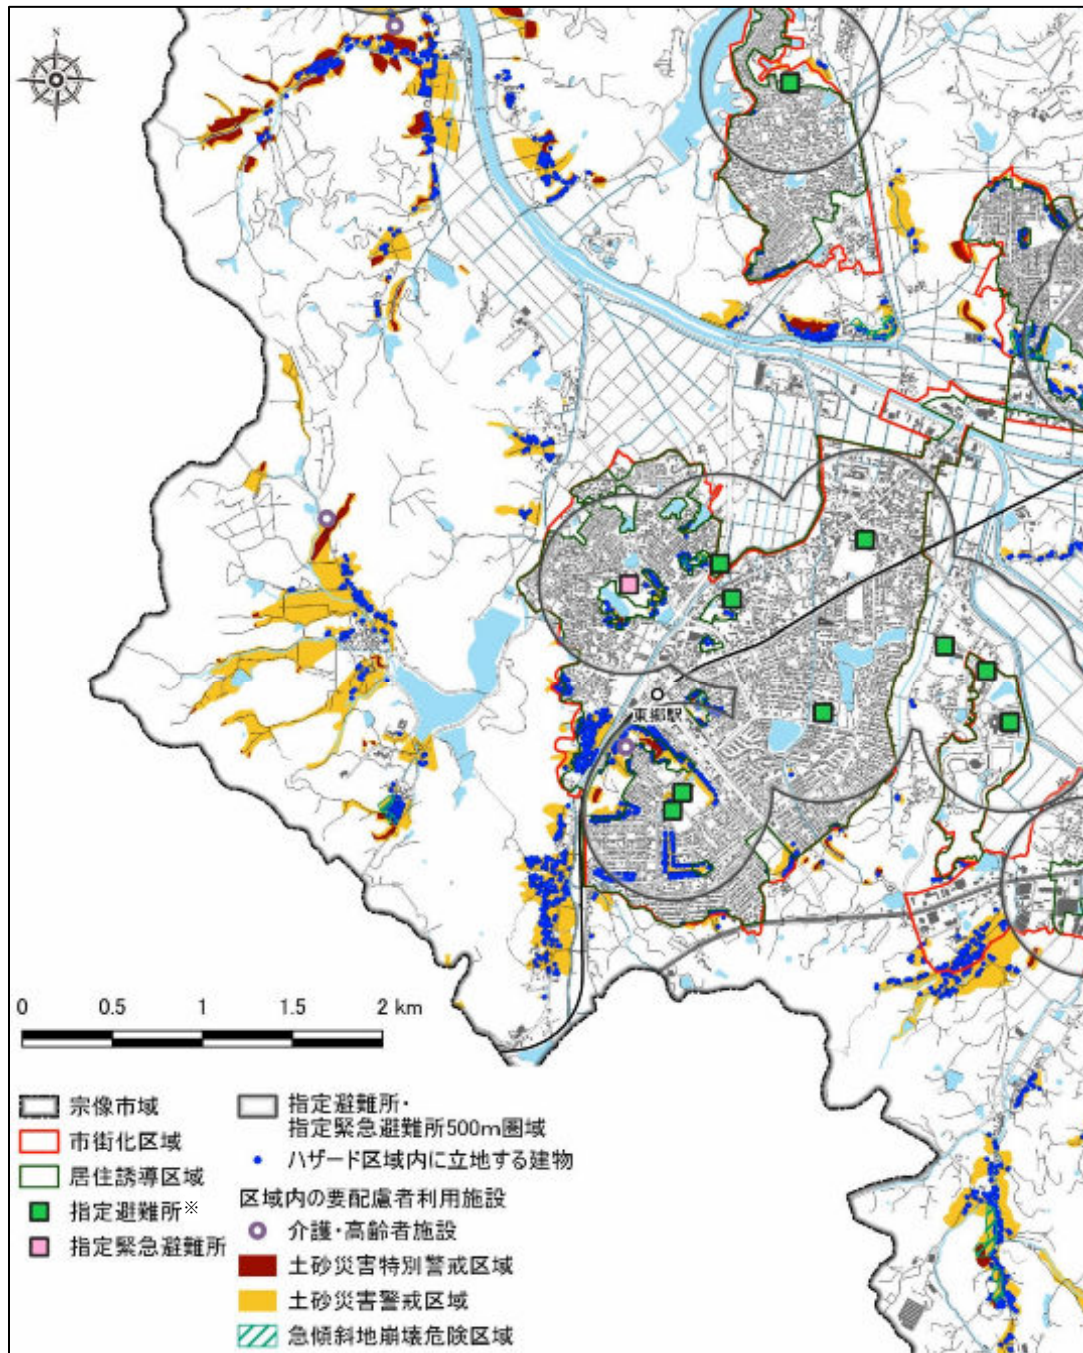 N
東郷駅
0 0.5 1 1.5 2 km
宗像市域
市街化区域
居住誘導区域
指定避難所※
指定緊急避難所
指定避難所・
指定緊急避難所500m圏域
ハザード区域内に立地する建物
区域内の要配慮者利用施設
介護・高齢者施設
土砂災害特別警戒区域
土砂災害警戒区域
急傾斜地崩壊危険区域